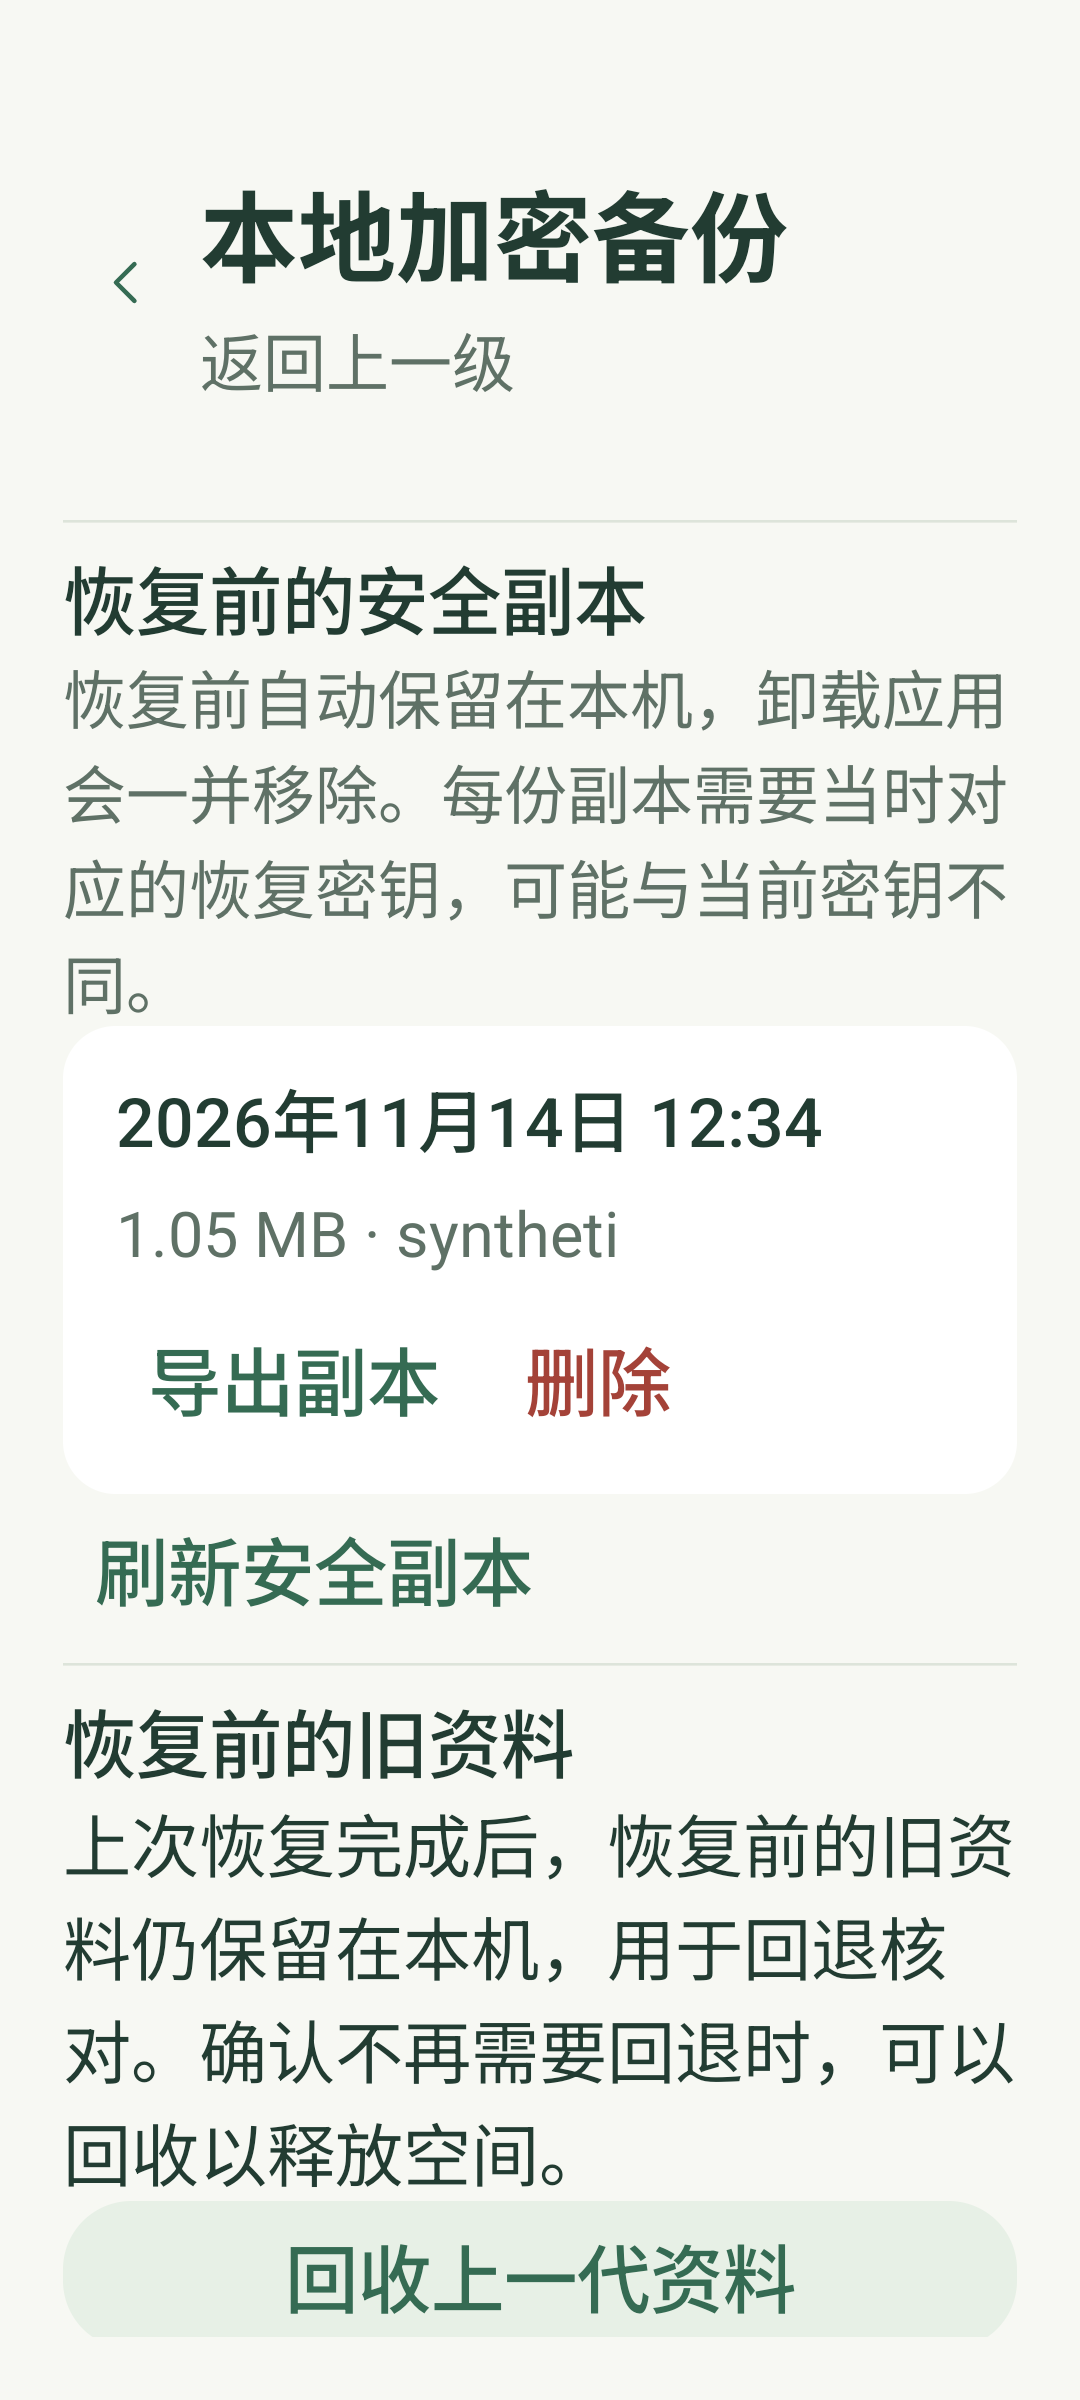 本地加密备份
返回上一级
恢复前的安全副本
恢复前自动保留在本机，卸载应用
会一并移除。每份副本需要当时对
应的恢复密钥，可能与当前密钥不
同。
2026年11月14日 12:34
1.05 MB · syntheti
导出副本 删除
刷新安全副本
恢复前的旧资料
上次恢复完成后，恢复前的旧资
料仍保留在本机，用于回退核
对。确认不再需要回退时，可以
回收以释放空间。
回收上一代资料